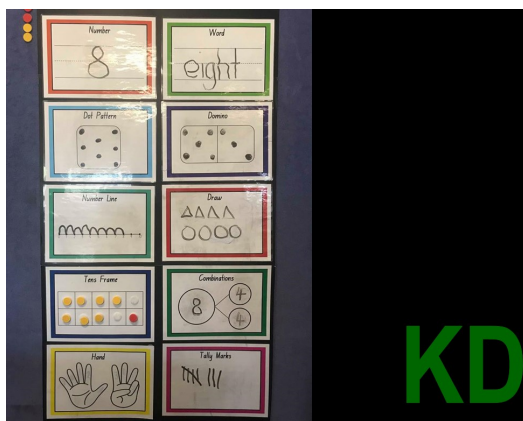 Number
8
Word
eight
Dot Pattern
Domino
Number Line
Draw
Tens Frame
Combinations
8
4
4
Hand
Tally Marks
KD